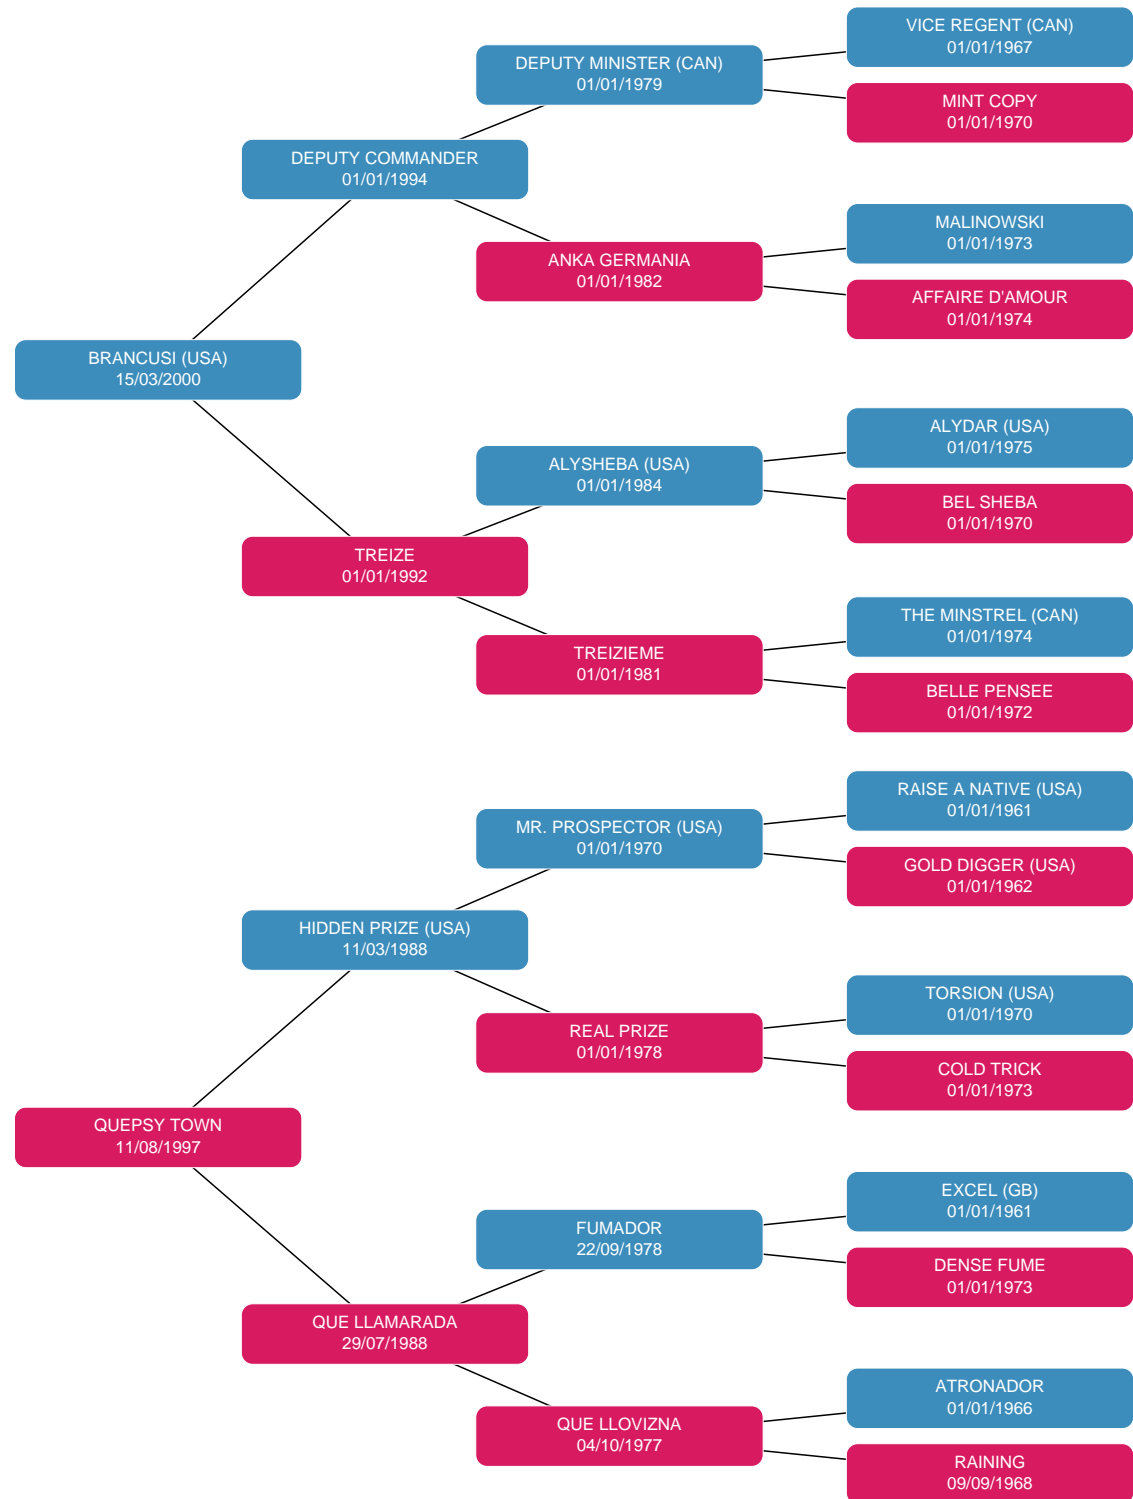 VICE REGENT (CAN)
01/01/1967
DEPUTY MINISTER (CAN)
01/01/1979
MINT COPY
01/01/1970
DEPUTY COMMANDER
01/01/1994
MALINOWSKI
01/01/1973
ANKA GERMANIA
01/01/1982
AFFAIRE D'AMOUR
01/01/1974
BRANCUSI (USA)
15/03/2000
ALYDAR (USA)
01/01/1975
ALYSHEBA (USA)
01/01/1984
BEL SHEBA
01/01/1970
TREIZE
01/01/1992
THE MINSTREL (CAN)
01/01/1974
TREIZIEME
01/01/1981
BELLE PENSEE
01/01/1972
RAISE A NATIVE (USA)
01/01/1961
MR. PROSPECTOR (USA)
01/01/1970
GOLD DIGGER (USA)
01/01/1962
HIDDEN PRIZE (USA)
11/03/1988
TORSION (USA)
01/01/1970
REAL PRIZE
01/01/1978
COLD TRICK
01/01/1973
QUEPSY TOWN
11/08/1997
EXCEL (GB)
01/01/1961
FUMADOR
22/09/1978
DENSE FUME
01/01/1973
QUE LLAMARADA
29/07/1988
ATRONADOR
01/01/1966
QUE LLOVIZNA
04/10/1977
RAINING
09/09/1968